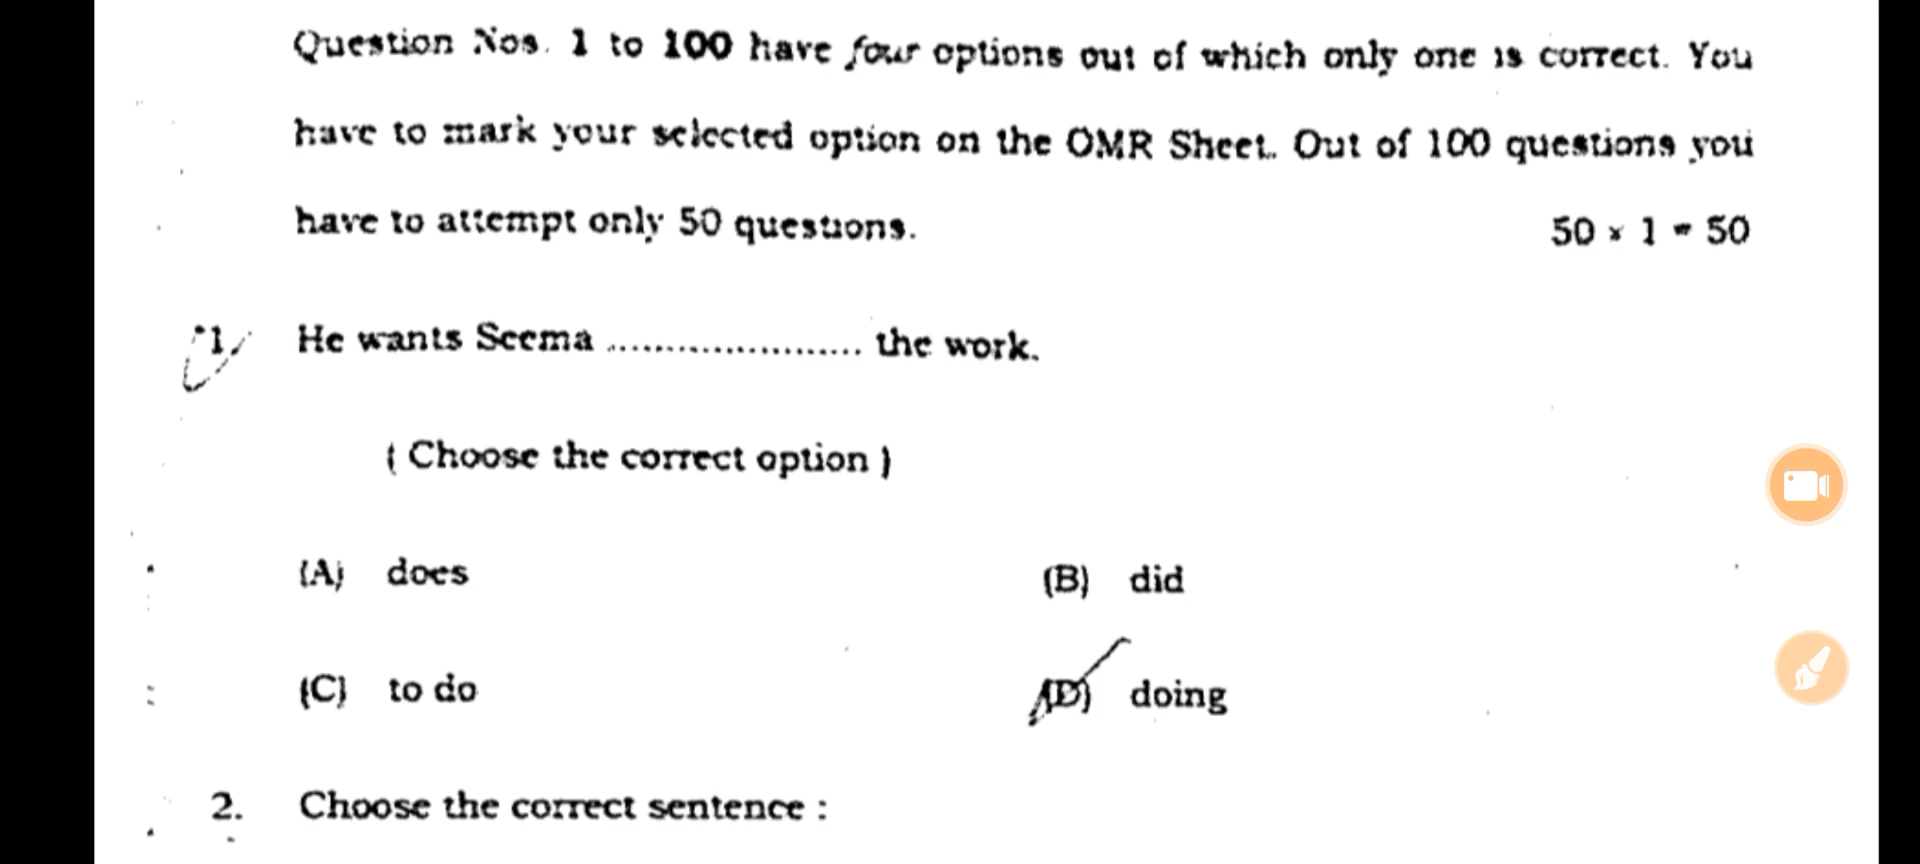 Question Nos. 1 to 100 have four options out of which only one is correct. You
have to mark your selected option on the OMR Sheet. Out of 100 questions you
have to attempt only 50 questions. 50 × 1 = 50
1. He wants Seema ...................... the work.
( Choose the correct option )
(A) does (B) did
(C) to do (D) doing
2. Choose the correct sentence :